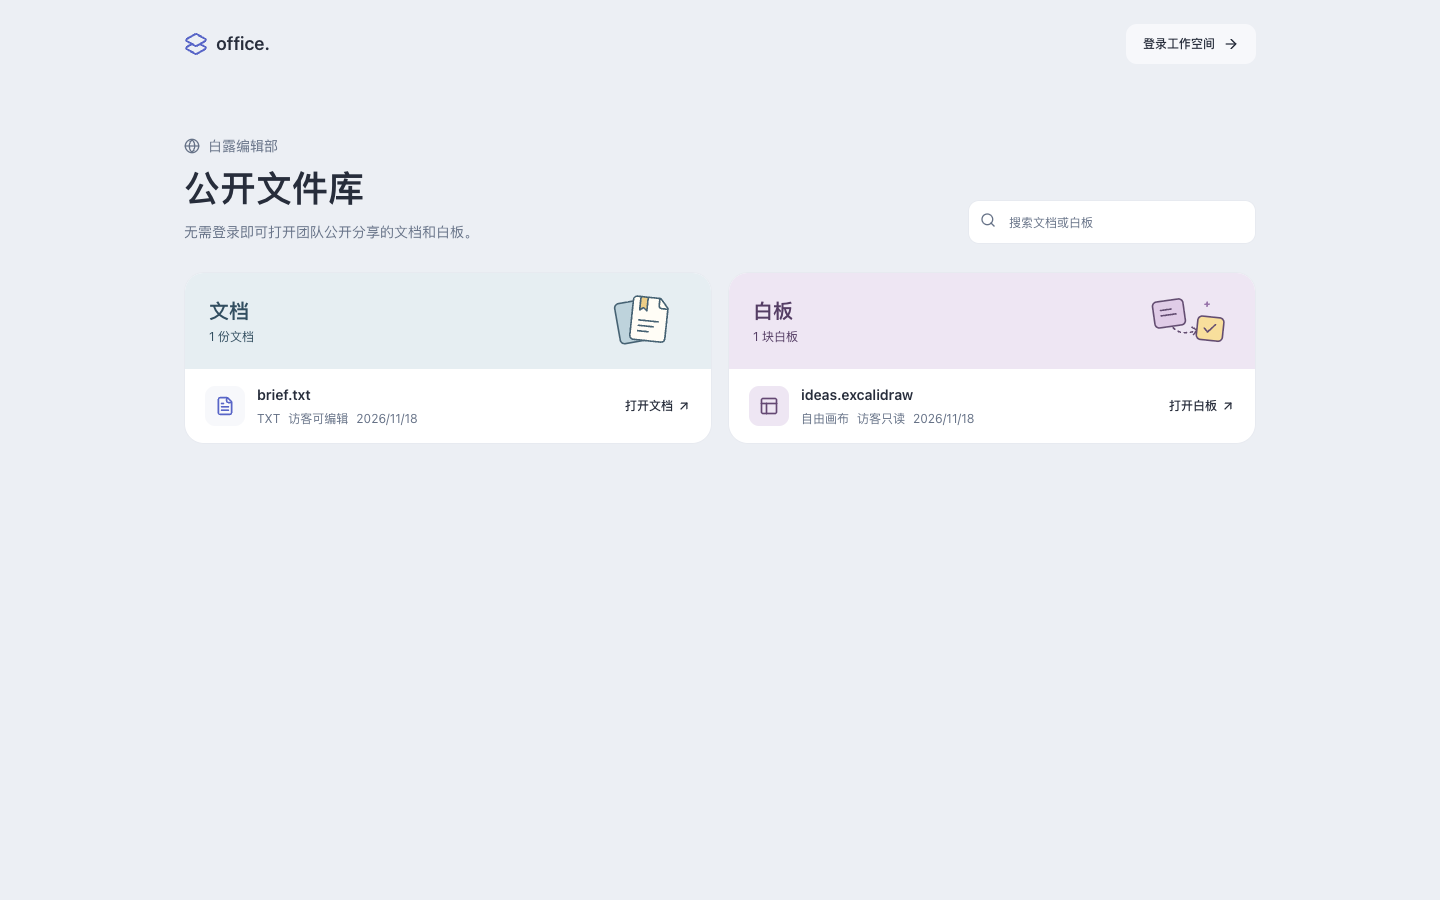 office.
登录工作空间
白露编辑部
公开文件库
无需登录即可打开团队公开分享的文档和白板。
搜索文档或白板
文档
1 份文档
brief.txt
TXT 访客可编辑 2026/11/18
打开文档
白板
1 块白板
ideas.excalidraw
自由画布 访客只读 2026/11/18
打开白板